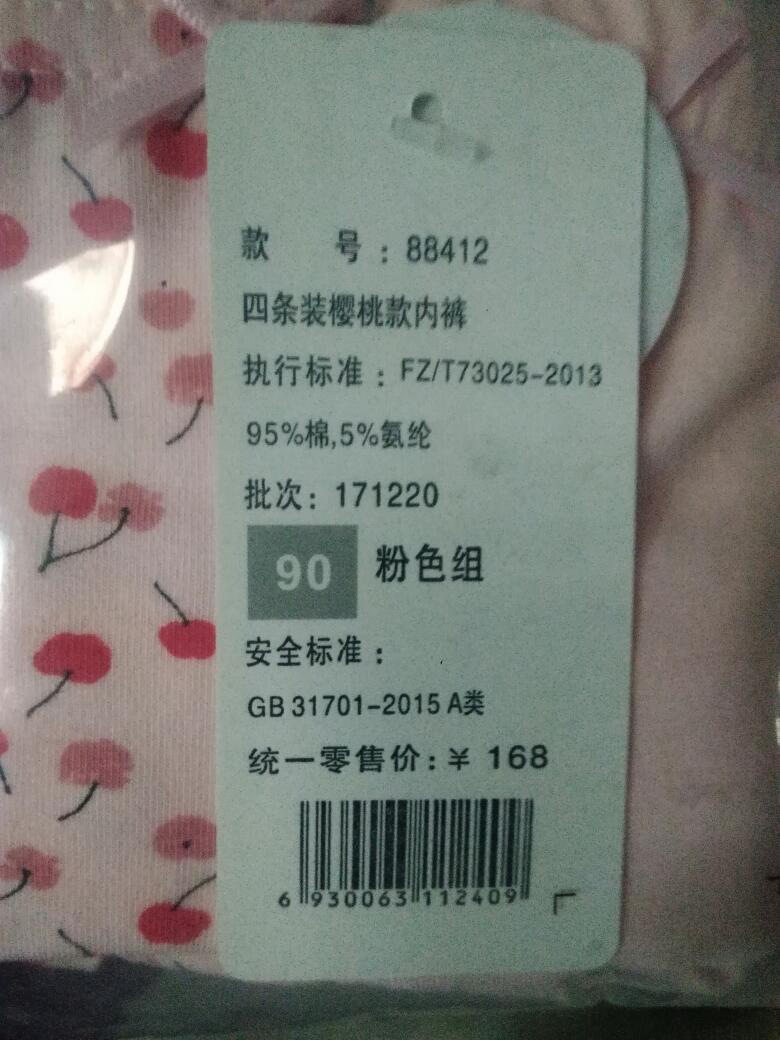 款 号：88412
四条装樱桃款内裤
执行标准：FZ/T73025-2013
95%棉,5%氨纶
批次：171220
90 粉色组
安全标准：
GB 31701-2015 A类
统一零售价：¥ 168
6 930063 112409